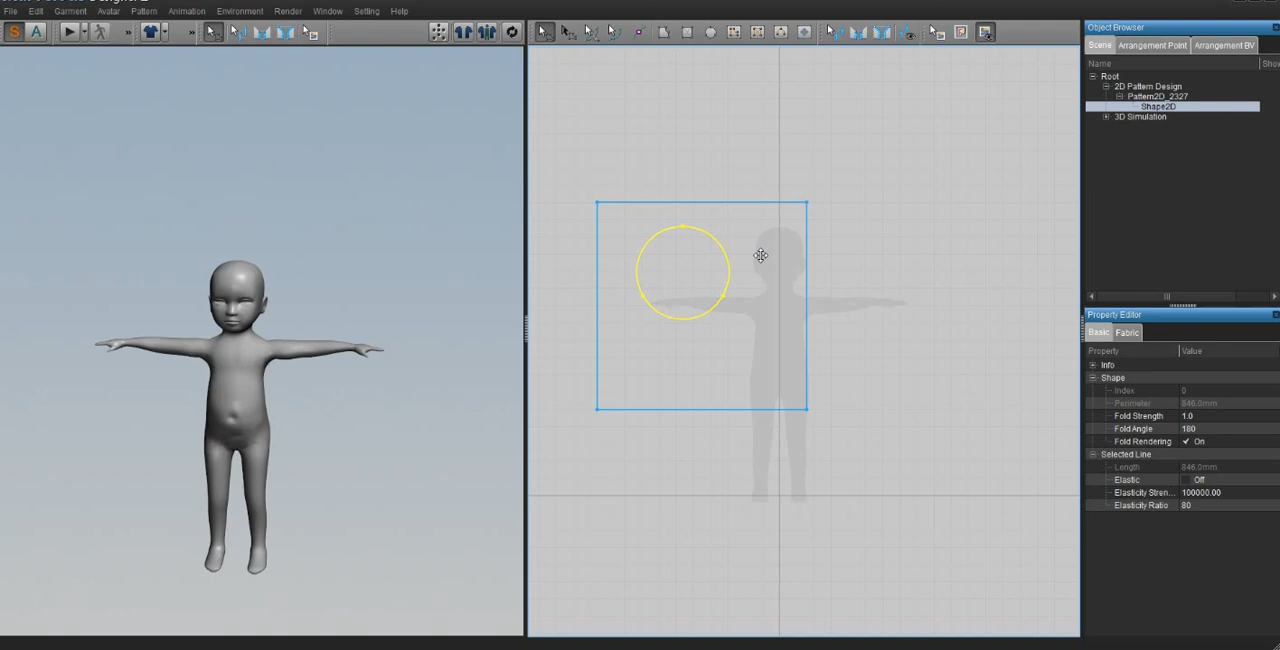 File Edit Garment Avatar Pattern Animation Environment Render Window Setting Help
S A
Object Browser
Scene Arrangement Point Arrangement BV
Name Show
Root
2D Pattern Design
Pattern2D_2327
Shape2D
3D Simulation
Property Editor
Basic Fabric
Property Value
Info
Shape
Index 0
Perimeter 846.0mm
Fold Strength 1.0
Fold Angle 180
Fold Rendering On
Selected Line
Length 846.0mm
Elastic Off
Elasticity Stren... 100000.00
Elasticity Ratio 80